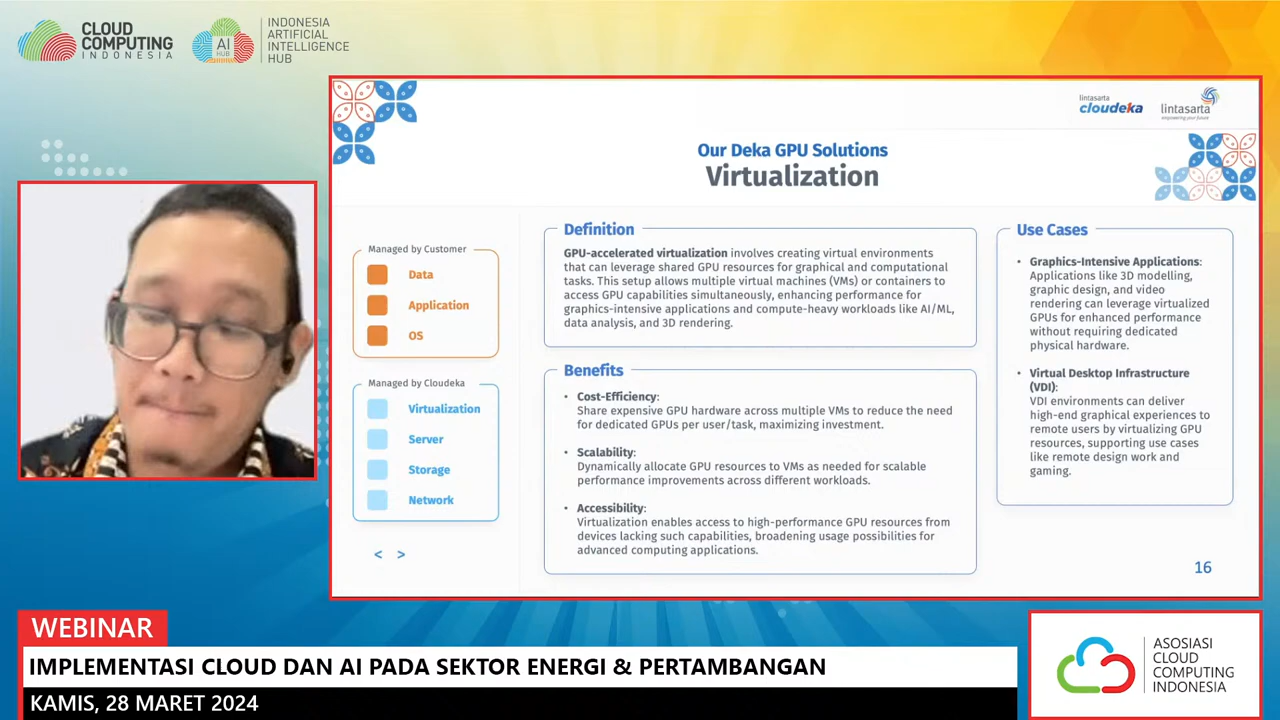 CLOUD
COMPUTING
INDONESIA
AI
HUB
INDONESIA
ARTIFICIAL
INTELLIGENCE
HUB
lintasarta
cloudeka
lintasarta
empowering your future
Our Deka GPU Solutions
Virtualization
Managed by Customer
Data
Application
OS
Managed by Cloudeka
Virtualization
Server
Storage
Network
< >
Definition
GPU-accelerated virtualization involves creating virtual environments
that can leverage shared GPU resources for graphical and computational
tasks. This setup allows multiple virtual machines (VMs) or containers to
access GPU capabilities simultaneously, enhancing performance for
graphics-intensive applications and compute-heavy workloads like AI/ML,
data analysis, and 3D rendering.
Benefits
• Cost-Efficiency:
Share expensive GPU hardware across multiple VMs to reduce the need
for dedicated GPUs per user/task, maximizing investment.
• Scalability:
Dynamically allocate GPU resources to VMs as needed for scalable
performance improvements across different workloads.
• Accessibility:
Virtualization enables access to high-performance GPU resources from
devices lacking such capabilities, broadening usage possibilities for
advanced computing applications.
Use Cases
• Graphics-Intensive Applications:
Applications like 3D modelling,
graphic design, and video
rendering can leverage virtualized
GPUs for enhanced performance
without requiring dedicated
physical hardware.
• Virtual Desktop Infrastructure
(VDI):
VDI environments can deliver
high-end graphical experiences to
remote users by virtualizing GPU
resources, supporting use cases
like remote design work and
gaming.
16
WEBINAR
IMPLEMENTASI CLOUD DAN AI PADA SEKTOR ENERGI & PERTAMBANGAN
KAMIS, 28 MARET 2024
ASOSIASI
CLOUD
COMPUTING
INDONESIA